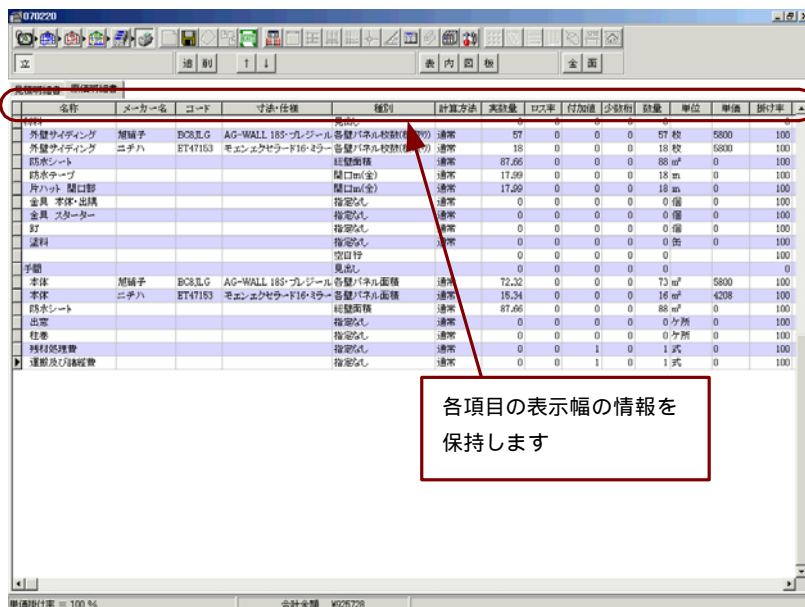 070220
立 追 削 ↑ ↓ 表 内 図 板 全 面
見積明細書 原価明細書
名称 メーカー名 コード 寸法・仕様 種別 計算方法 実数量 ロス率 付加値 少数桁 数量 単位 単価 掛け率
材料 見出し 0 0 0 0 0 0
外壁サイディング 旭硝子 BC8JLG AG-WALL 18S・プレジール 各壁パネル枚数 通常 57 0 0 0 57 枚 5800 100
外壁サイディング ニチハ ET47153 モエンエクセラード16・ミラー 各壁パネル枚数 通常 18 0 0 0 18 枚 5800 100
防水シート 総壁面積 通常 87.66 0 0 0 88 m² 0 100
防水テープ 開口m(全) 通常 17.99 0 0 0 18 m 0 100
片ハット 開口部 開口m(全) 通常 17.99 0 0 0 18 m 0 100
金具 本体・出隅 指定なし 通常 0 0 0 0 0 個 0 100
金具 スターター 指定なし 通常 0 0 0 0 0 個 0 100
釘 指定なし 通常 0 0 0 0 0 個 0 100
塗料 指定なし 通常 0 0 0 0 0 缶 0 100
空白行 0 0 0 0 0 100
手間 見出し 0 0 0 0 0 0
本体 旭硝子 BC8JLG AG-WALL 18S・プレジール 各壁パネル面積 通常 72.32 0 0 0 73 m² 5800 100
本体 ニチハ ET47153 モエンエクセラード16・ミラー 各壁パネル面積 通常 15.34 0 0 0 16 m² 4208 100
防水シート 総壁面積 通常 87.66 0 0 0 88 m² 0 100
出窓 指定なし 通常 0 0 0 0 0 ケ所 0 100
柱巻 指定なし 通常 0 0 0 0 0 ケ所 0 100
残材処理費 指定なし 通常 0 0 1 0 1 式 0 100
運搬及び諸経費 指定なし 通常 0 0 1 0 1 式 0 100
各項目の表示幅の情報を
保持します
単価掛け率 = 100 % 合計金額 ¥925728